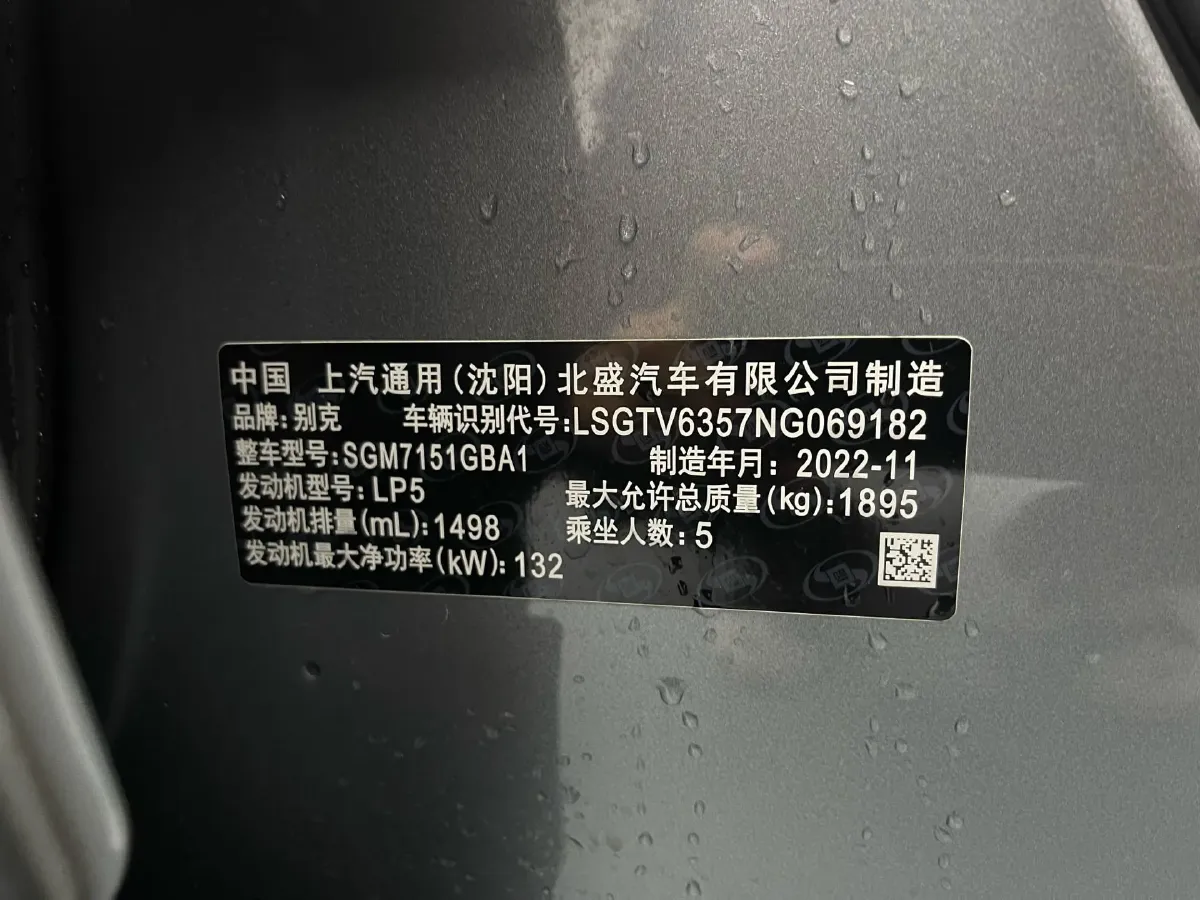 中国 上汽通用(沈阳)北盛汽车有限公司制造
品牌:别克 车辆识别代号:LSGTV6357NG069182
整车型号:SGM7151GBA1 制造年月:2022-11
发动机型号:LP5 最大允许总质量(kg):1895
发动机排量(mL):1498 乘坐人数:5
发动机最大净功率(kW):132